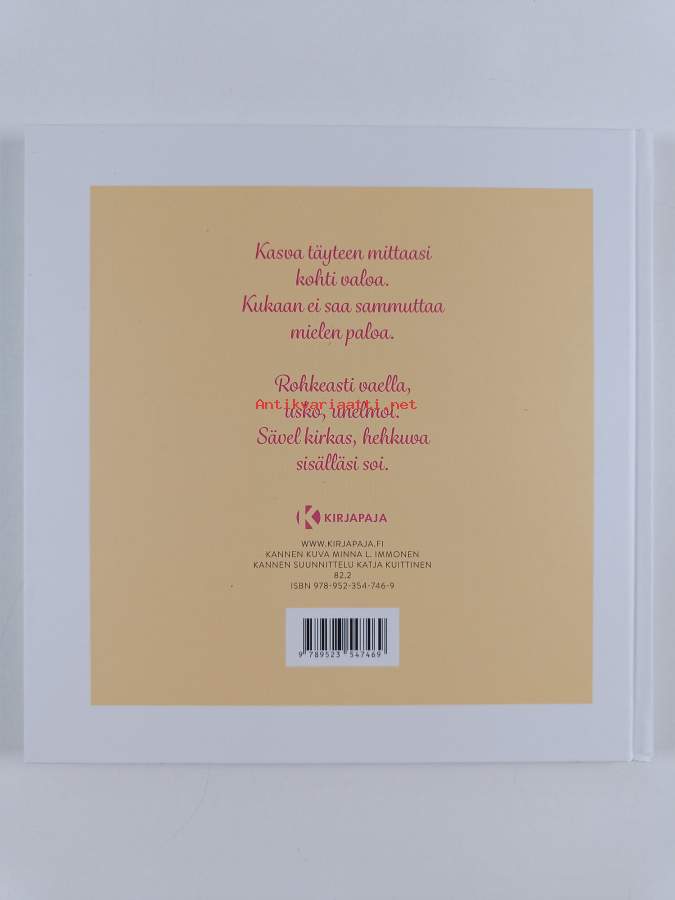 Kasva täyteen mittaasi
kohti valoa.
Kukaan ei saa sammuttaa
mielen paloa.
Rohkeasti vaella,
Antikvariaatti.net
usko, unelmoi.
Sävel kirkas, hehkuva
sisälläsi soi.
KIRJAPAJA
WWW.KIRJAPAJA.FI
KANNEN KUVA MINNA L. IMMONEN
KANNEN SUUNNITTELU KATJA KUITTINEN
82.2
ISBN 978-952-354-746-9
9 789523 547469